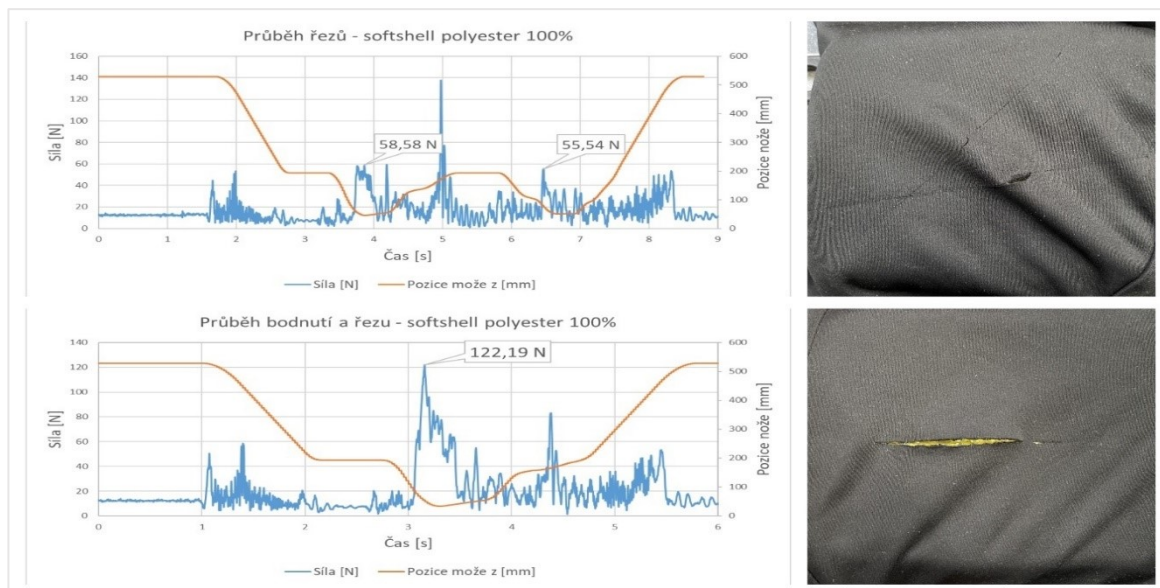 Průběh řezů - softshell polyester 100%
160
140
120
100
80
60
40
20
0
Síla [N]
600
500
400
300
200
100
0
Pozice nože [mm]
58,58 N
55,54 N
0 1 2 3 4 5 6 7 8 9
Čas [s]
Síla [N] Pozice može z [mm]
Průběh bodnutí a řezu - softshell polyester 100%
140
120
100
80
60
40
20
0
Síla [N]
600
500
400
300
200
100
0
Pozice nože [mm]
122,19 N
0 1 2 3 4 5 6
Čas [s]
Síla [N] Pozice može z [mm]